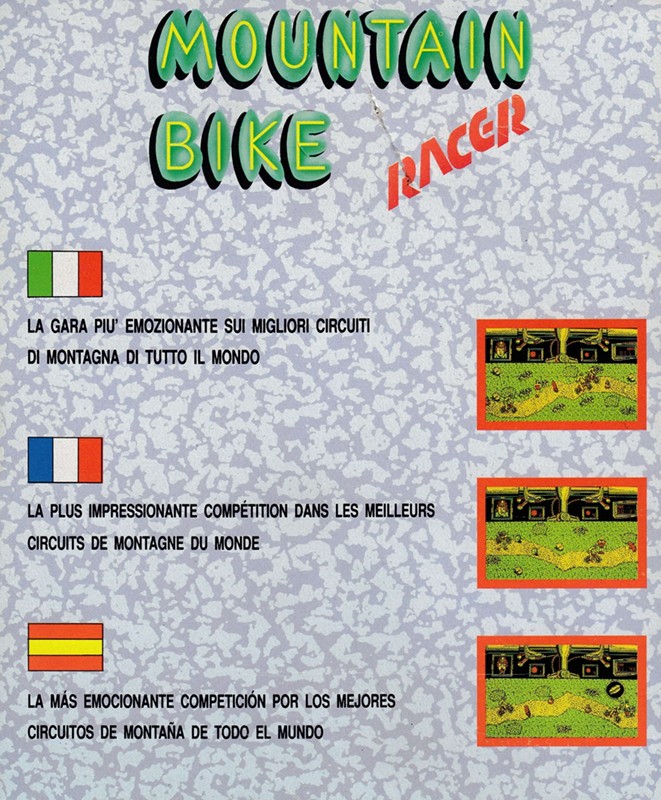 MOUNTAIN
BIKE
RACER
LA GARA PIU' EMOZIONANTE SUI MIGLIORI CIRCUITI
DI MONTAGNA DI TUTTO IL MONDO
LA PLUS IMPRESSIONANTE COMPÉTITION DANS LES MEILLEURS
CIRCUITS DE MONTAGNE DU MONDE
LA MÁS EMOCIONANTE COMPETICIÓN POR LOS MEJORES
CIRCUITOS DE MONTAÑA DE TODO EL MUNDO